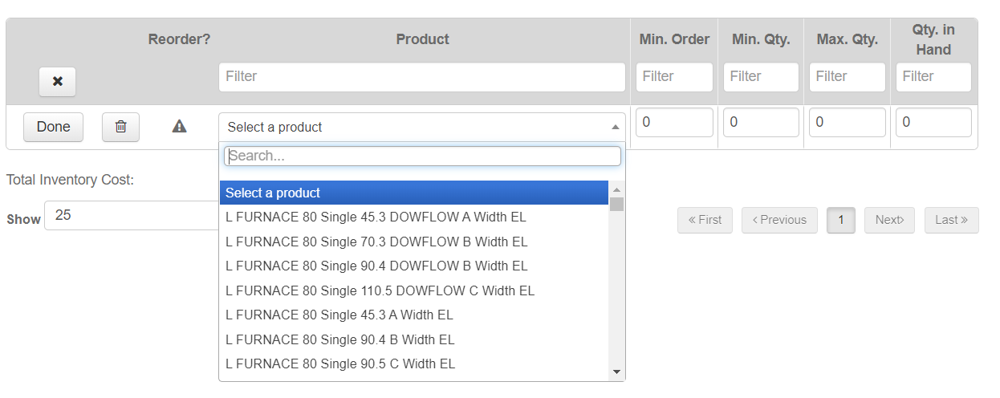 Reorder? Product Min. Order Min. Qty. Max. Qty. Qty. in Hand
Filter Filter Filter Filter Filter
Done Select a product 0 0 0 0
Search...
Total Inventory Cost:
Select a product
Show 25
« First ‹ Previous 1 Next› Last »
L FURNACE 80 Single 45.3 DOWFLOW A Width EL
L FURNACE 80 Single 70.3 DOWFLOW B Width EL
L FURNACE 80 Single 90.4 DOWFLOW B Width EL
L FURNACE 80 Single 110.5 DOWFLOW C Width EL
L FURNACE 80 Single 45.3 A Width EL
L FURNACE 80 Single 90.4 B Width EL
L FURNACE 80 Single 90.5 C Width EL